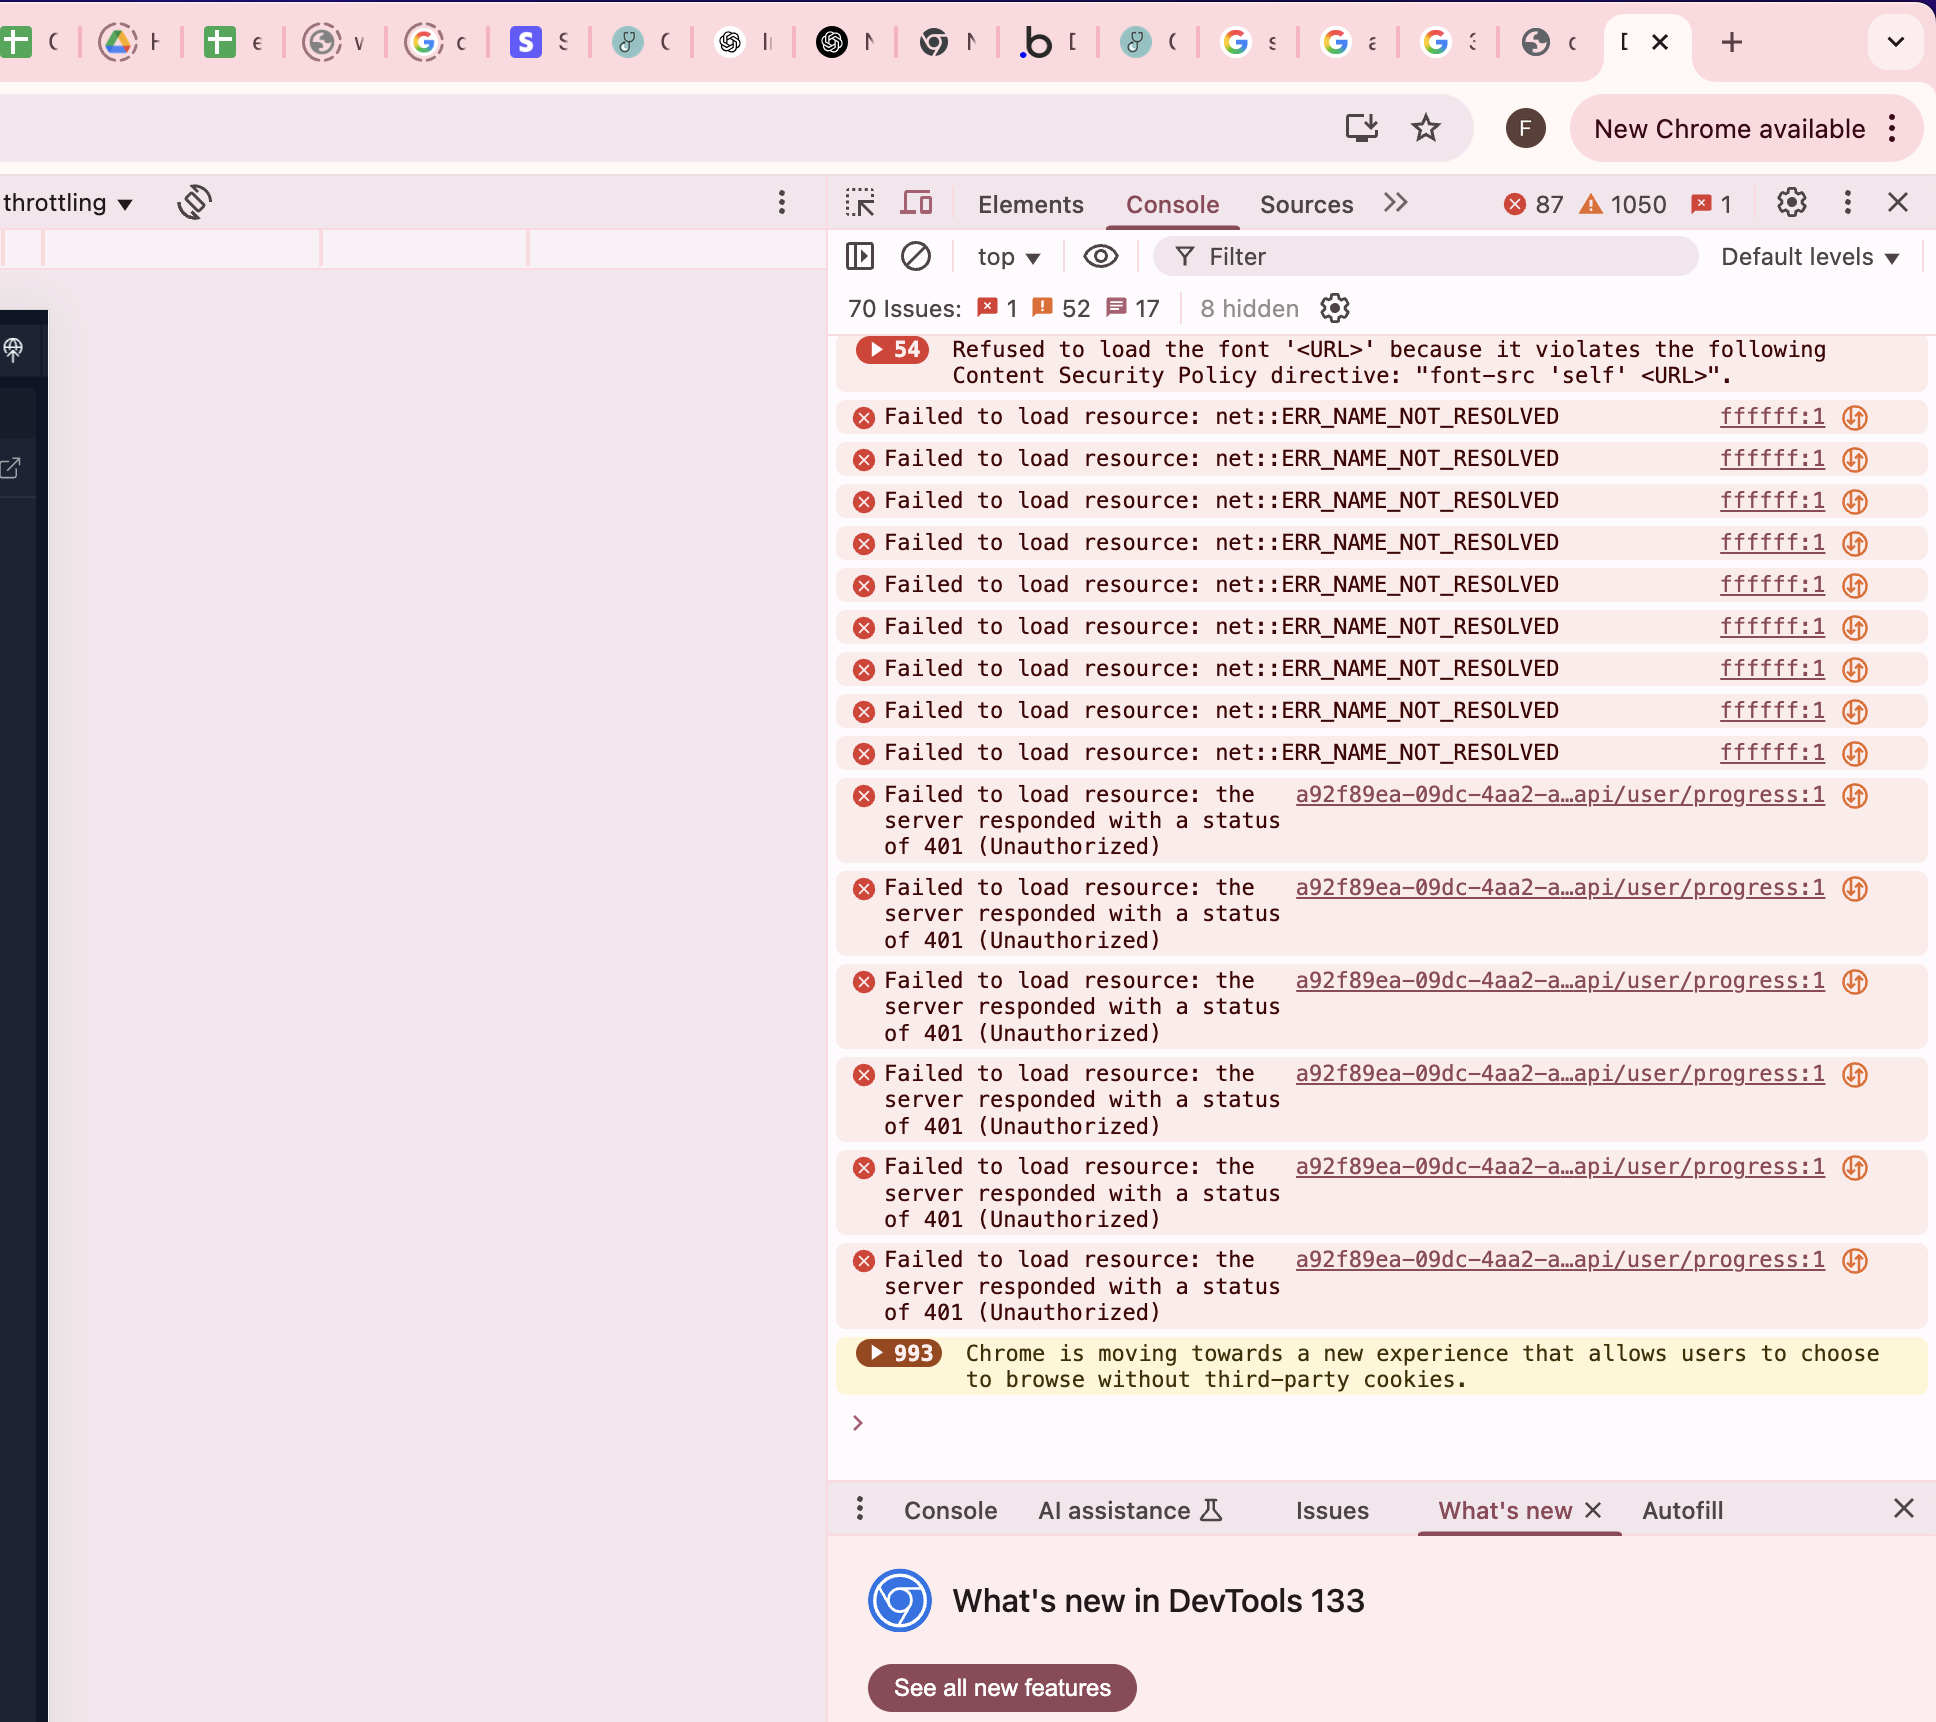 New Chrome available
F
throttling
Elements
Console
Sources
87
1050
1
top
Filter
Default levels
70 Issues: 1 52 17
8 hidden
54 Refused to load the font '<URL>' because it violates the following
Content Security Policy directive: "font-src 'self' <URL>".
Failed to load resource: net::ERR_NAME_NOT_RESOLVED ffffff:1
Failed to load resource: net::ERR_NAME_NOT_RESOLVED ffffff:1
Failed to load resource: net::ERR_NAME_NOT_RESOLVED ffffff:1
Failed to load resource: net::ERR_NAME_NOT_RESOLVED ffffff:1
Failed to load resource: net::ERR_NAME_NOT_RESOLVED ffffff:1
Failed to load resource: net::ERR_NAME_NOT_RESOLVED ffffff:1
Failed to load resource: net::ERR_NAME_NOT_RESOLVED ffffff:1
Failed to load resource: net::ERR_NAME_NOT_RESOLVED ffffff:1
Failed to load resource: net::ERR_NAME_NOT_RESOLVED ffffff:1
Failed to load resource: the a92f89ea-09dc-4aa2-a…api/user/progress:1
server responded with a status
of 401 (Unauthorized)
Failed to load resource: the a92f89ea-09dc-4aa2-a…api/user/progress:1
server responded with a status
of 401 (Unauthorized)
Failed to load resource: the a92f89ea-09dc-4aa2-a…api/user/progress:1
server responded with a status
of 401 (Unauthorized)
Failed to load resource: the a92f89ea-09dc-4aa2-a…api/user/progress:1
server responded with a status
of 401 (Unauthorized)
Failed to load resource: the a92f89ea-09dc-4aa2-a…api/user/progress:1
server responded with a status
of 401 (Unauthorized)
Failed to load resource: the a92f89ea-09dc-4aa2-a…api/user/progress:1
server responded with a status
of 401 (Unauthorized)
993 Chrome is moving towards a new experience that allows users to choose
to browse without third-party cookies.
Console
AI assistance
Issues
What's new
Autofill
What's new in DevTools 133
See all new features